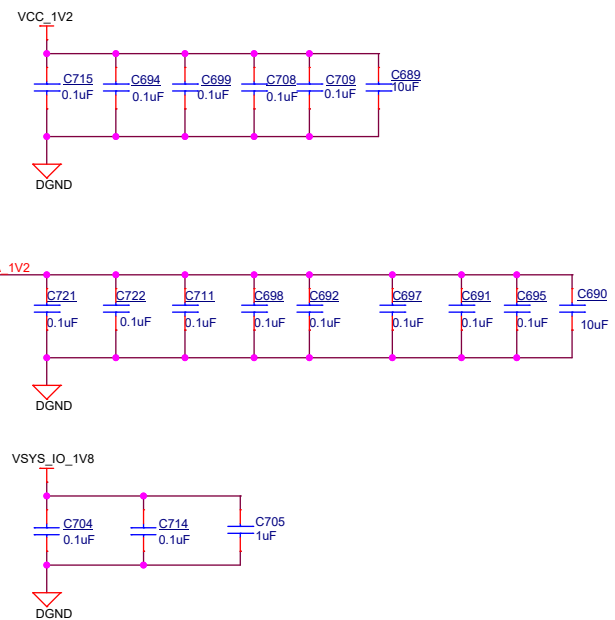 VCC_1V2
C715 C694 C699 C708 C709 C689
0.1uF 0.1uF 0.1uF 0.1uF 0.1uF 10uF
DGND
_1V2
C721 C722 C711 C698 C692 C697 C691 C695 C690
0.1uF 0.1uF 0.1uF 0.1uF 0.1uF 0.1uF 0.1uF 0.1uF 10uF
DGND
VSYS_IO_1V8
C704 C714 C705
0.1uF 0.1uF 1uF
DGND